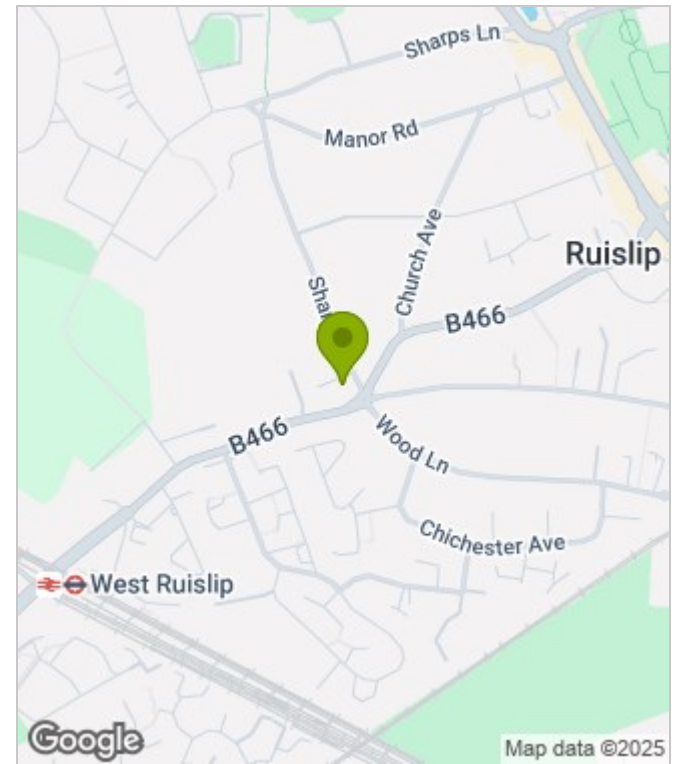 Sharps Ln
Manor Rd
Church Ave
Ruislip
B466
B466
Wood Ln
Chichester Ave
West Ruislip
Google
Map data ©2025